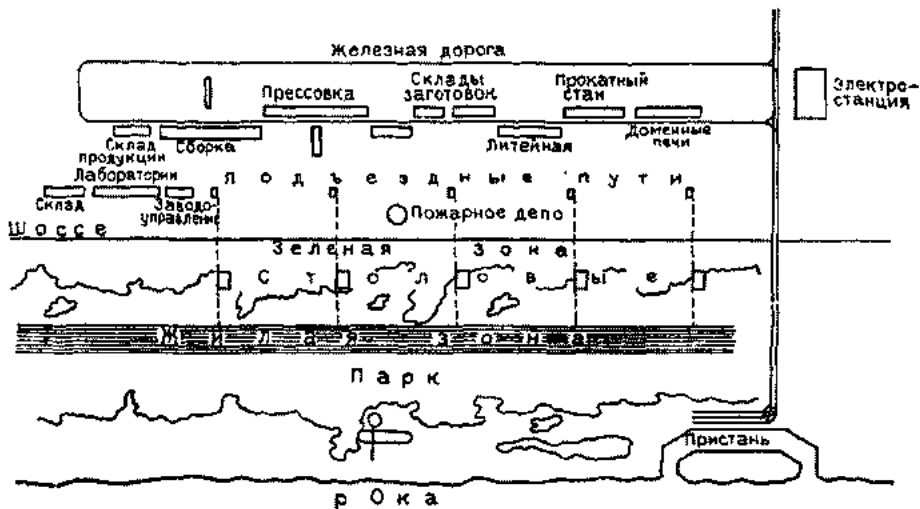 Железная дорога
Прессовка
Склады
заготовок
Прокатный
стан
Электро-
станция
Склад
продукции
Сборка
Литейная
Доменные
печи
Подъездные пути
Лаборатории
Склад
Заводо-
управление
Пожарное депо
Шоссе
Зеленая Зона
Столовые
Жилая зона
Парк
Пристань
р Ока